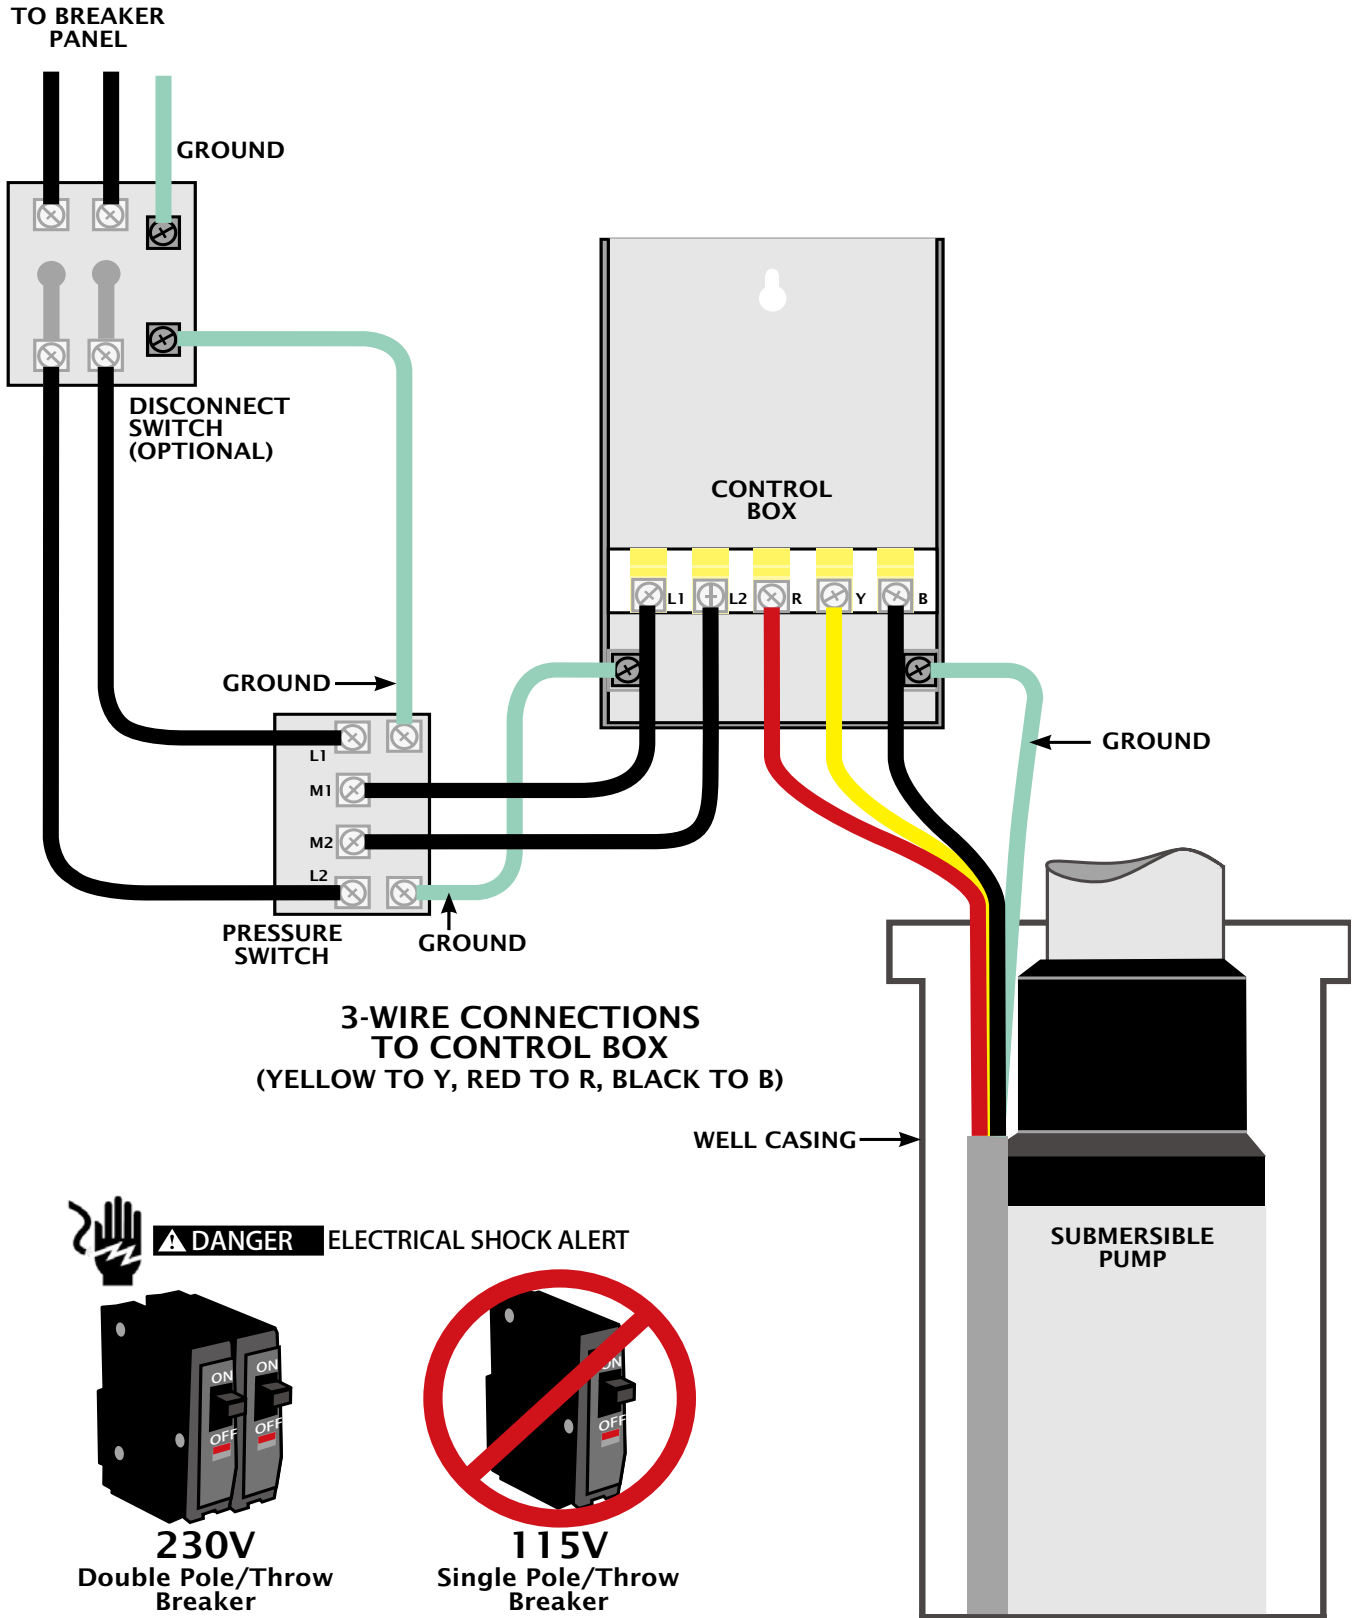 TO BREAKER
PANEL
GROUND
DISCONNECT
SWITCH
(OPTIONAL)
CONTROL
BOX
L1
L2
R
Y
B
GROUND
L1
M1
M2
L2
GROUND
PRESSURE
SWITCH
GROUND
3-WIRE CONNECTIONS
TO CONTROL BOX
(YELLOW TO Y, RED TO R, BLACK TO B)
WELL CASING
SUBMERSIBLE
PUMP
DANGER ELECTRICAL SHOCK ALERT
ON
OFF
ON
OFF
ON
OFF
230V
Double Pole/Throw
Breaker
115V
Single Pole/Throw
Breaker